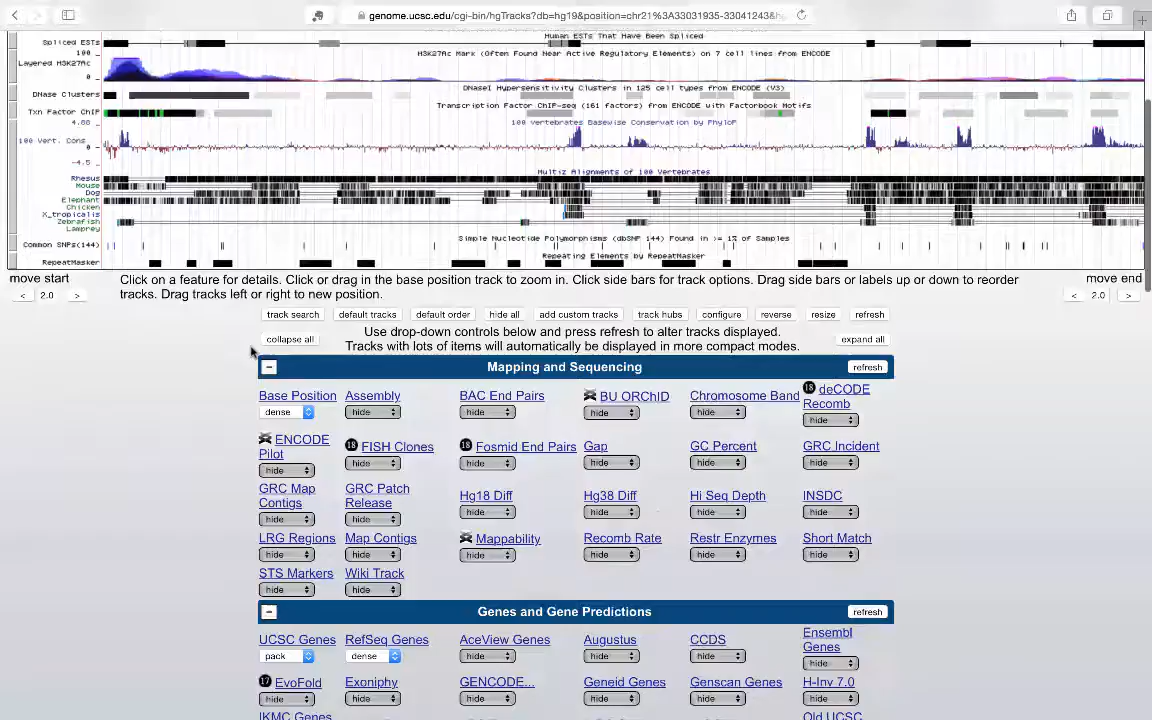 genome.ucsc.edu/cgi-bin/hgTracks?db=hg19&position=chr21%3A33031935-33041243&h
Human ESTs That Have Been Spliced
Spliced ESTs
100
H3K27Ac Mark (Often Found Near Active Regulatory Elements) on 7 cell lines from ENCODE
Layered H3K27Ac
0
DNaseI Hypersensitivity Clusters in 125 cell types from ENCODE (V3)
DNase Clusters
Transcription Factor ChIP-seq (161 factors) from ENCODE with Factorbook Motifs
Txn Factor ChIP
4.88
100 vertebrates Basewise Conservation by PhyloP
100 Vert. Cons
0
-4.5
Multiz Alignments of 100 Vertebrates
Rhesus
Mouse
Dog
Elephant
Chicken
X_tropicalis
Zebrafish
Lamprey
Simple Nucleotide Polymorphisms (dbSNP 144) Found in >= 1% of Samples
Common SNPs(144)
Repeating Elements by RepeatMasker
RepeatMasker
move start
Click on a feature for details. Click or drag in the base position track to zoom in. Click side bars for track options. Drag side bars or labels up or down to reorder
move end
< 2.0 >
tracks. Drag tracks left or right to new position.
< 2.0 >
track search default tracks default order hide all add custom tracks track hubs configure reverse resize refresh
Use drop-down controls below and press refresh to alter tracks displayed.
collapse all
Tracks with lots of items will automatically be displayed in more compact modes.
expand all
- Mapping and Sequencing refresh
Base Position Assembly BAC End Pairs BU ORChID Chromosome Band 18 deCODE Recomb
dense hide hide hide hide hide
ENCODE Pilot 18 FISH Clones 18 Fosmid End Pairs Gap GC Percent GRC Incident
hide hide hide hide hide hide
GRC Map Contigs GRC Patch Release Hg18 Diff Hg38 Diff Hi Seq Depth INSDC
hide hide hide hide hide hide
LRG Regions Map Contigs Mappability Recomb Rate Restr Enzymes Short Match
hide hide hide hide hide hide
STS Markers Wiki Track
hide hide
- Genes and Gene Predictions refresh
UCSC Genes RefSeq Genes AceView Genes Augustus CCDS Ensembl Genes
pack dense hide hide hide hide
17 EvoFold Exoniphy GENCODE... Geneid Genes Genscan Genes H-Inv 7.0
hide hide hide hide hide hide
IKMC Genes Old UCSC